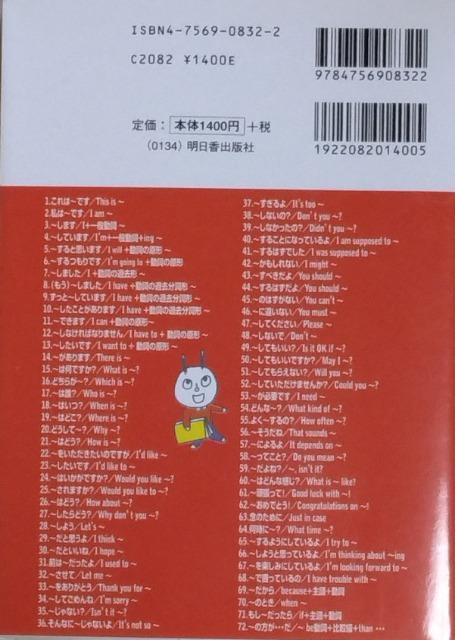 ISBN4-7569-0832-2
C2082 ¥1400E
9784756908322
定価：本体1400円＋税
(0134) 明日香出版社
1922082014005
1.これは〜です/This is 〜
2.私は〜です/I am 〜
3.〜します/I+一般動詞
4.〜しています/I'm+一般動詞+ing 〜
5.〜すると思います/I will +動詞の原形 〜
6.〜するつもりです/I'm going to +動詞の原形 〜
7.〜しました/I +動詞の過去形 〜
8.(もう)〜しました/I have +動詞の過去分詞形 〜
9.ずっと〜しています/I have +動詞の過去分詞形 〜
10.〜したことがあります/I have +動詞の過去分詞形 〜
11.〜できます/I can +動詞の原形 〜
12.〜しなければなりません/I have to +動詞の原形 〜
13.〜したいです/I want to +動詞の原形 〜
14.〜があります/There is 〜
15.〜は何ですか?/What is 〜?
16.どちらが〜?/Which is 〜?
17.〜は誰?/Who is 〜?
18.〜はいつ?/When is 〜?
19.〜はどこ?/Where is 〜?
20.どうして〜?/Why 〜?
21.〜はどう?/How is 〜?
22.〜をいただきたいのですが/I'd like 〜
23.〜したいです/I'd like to 〜
24.〜はいかがですか?/Would you like 〜?
25.〜されますか?/Would you like to 〜?
26.〜はどう?/How about 〜?
27.〜したらどう?/Why don't you 〜?
28.〜しよう/Let's 〜
29.〜だと思うよ/I think 〜
30.〜だといいね/I hope 〜
31.前は〜だった/I used to 〜
32.〜させて/Let me 〜
33.〜をありがとう/Thank you for 〜
34.〜してごめんね/I'm sorry 〜
35.〜じゃない?/Isn't it 〜?
36.そんなに〜じゃないよ/It's not so 〜
37.〜すぎるよ/It's too 〜
38.〜しないの?/Don't you 〜?
39.〜しなかったの?/Didn't you 〜?
40.〜することになっているよ/I am supposed to 〜
41.〜するはずでした/I was supposed to 〜
42.〜かもしれない/I might 〜
43.〜すべきだよ/You should 〜
44.〜するはずだよ/You should 〜
45.〜のはずがない/You can't 〜
46.〜に違いない/You must 〜
47.〜してください/Please 〜
48.〜しないで/Don't 〜
49.〜してもいい?/Is it OK if 〜?
50.〜してもいいですか?/May I 〜?
51.〜してもらえない?/Will you 〜?
52.〜していただけませんか?/Could you 〜?
53.〜が必要です/I need 〜
54.どんな〜?/What kind of 〜?
55.よく〜するの?/How often 〜?
56.〜そうだね/That sounds 〜
57.〜によるよ/It depends on 〜
58.〜ってこと?/Do you mean 〜?
59.〜だよね?/〜, isn't it?
60.〜はどんな感じ?/What is 〜 like?
61.〜頑張って!/Good luck with 〜!
62.〜おめでとう!/Congratulations on 〜!
63.念のために/Just in case
64.何時に〜?/What time 〜?
65.〜するようにしているよ/I try to 〜
66.〜しようと思っている/I'm thinking about 〜ing
67.〜を楽しみにしているよ/I'm looking forward to 〜
68.〜で困っているの/I have trouble with 〜
69.〜だから/because+主語+動詞
70.〜のとき/when 〜
71.もし〜だったら/if+主語+動詞
72.〜の方が…だ/〜 be動詞+比較級+than …